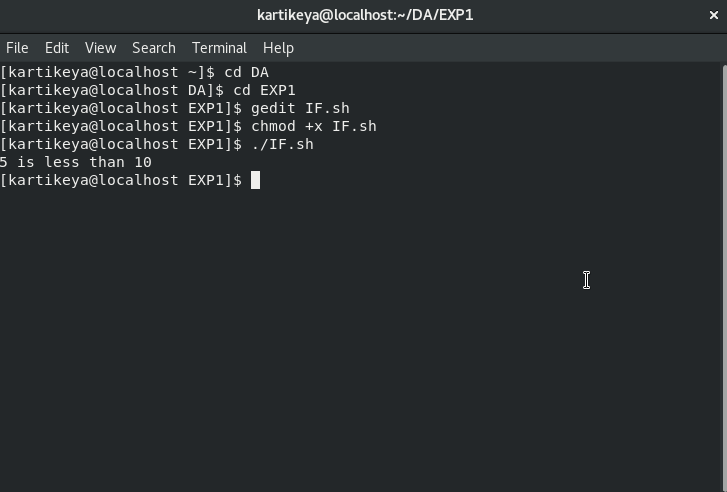 kartikeya@localhost:~/DA/EXP1
File Edit View Search Terminal Help
[kartikeya@localhost ~]$ cd DA
[kartikeya@localhost DA]$ cd EXP1
[kartikeya@localhost EXP1]$ gedit IF.sh
[kartikeya@localhost EXP1]$ chmod +x IF.sh
[kartikeya@localhost EXP1]$ ./IF.sh
5 is less than 10
[kartikeya@localhost EXP1]$